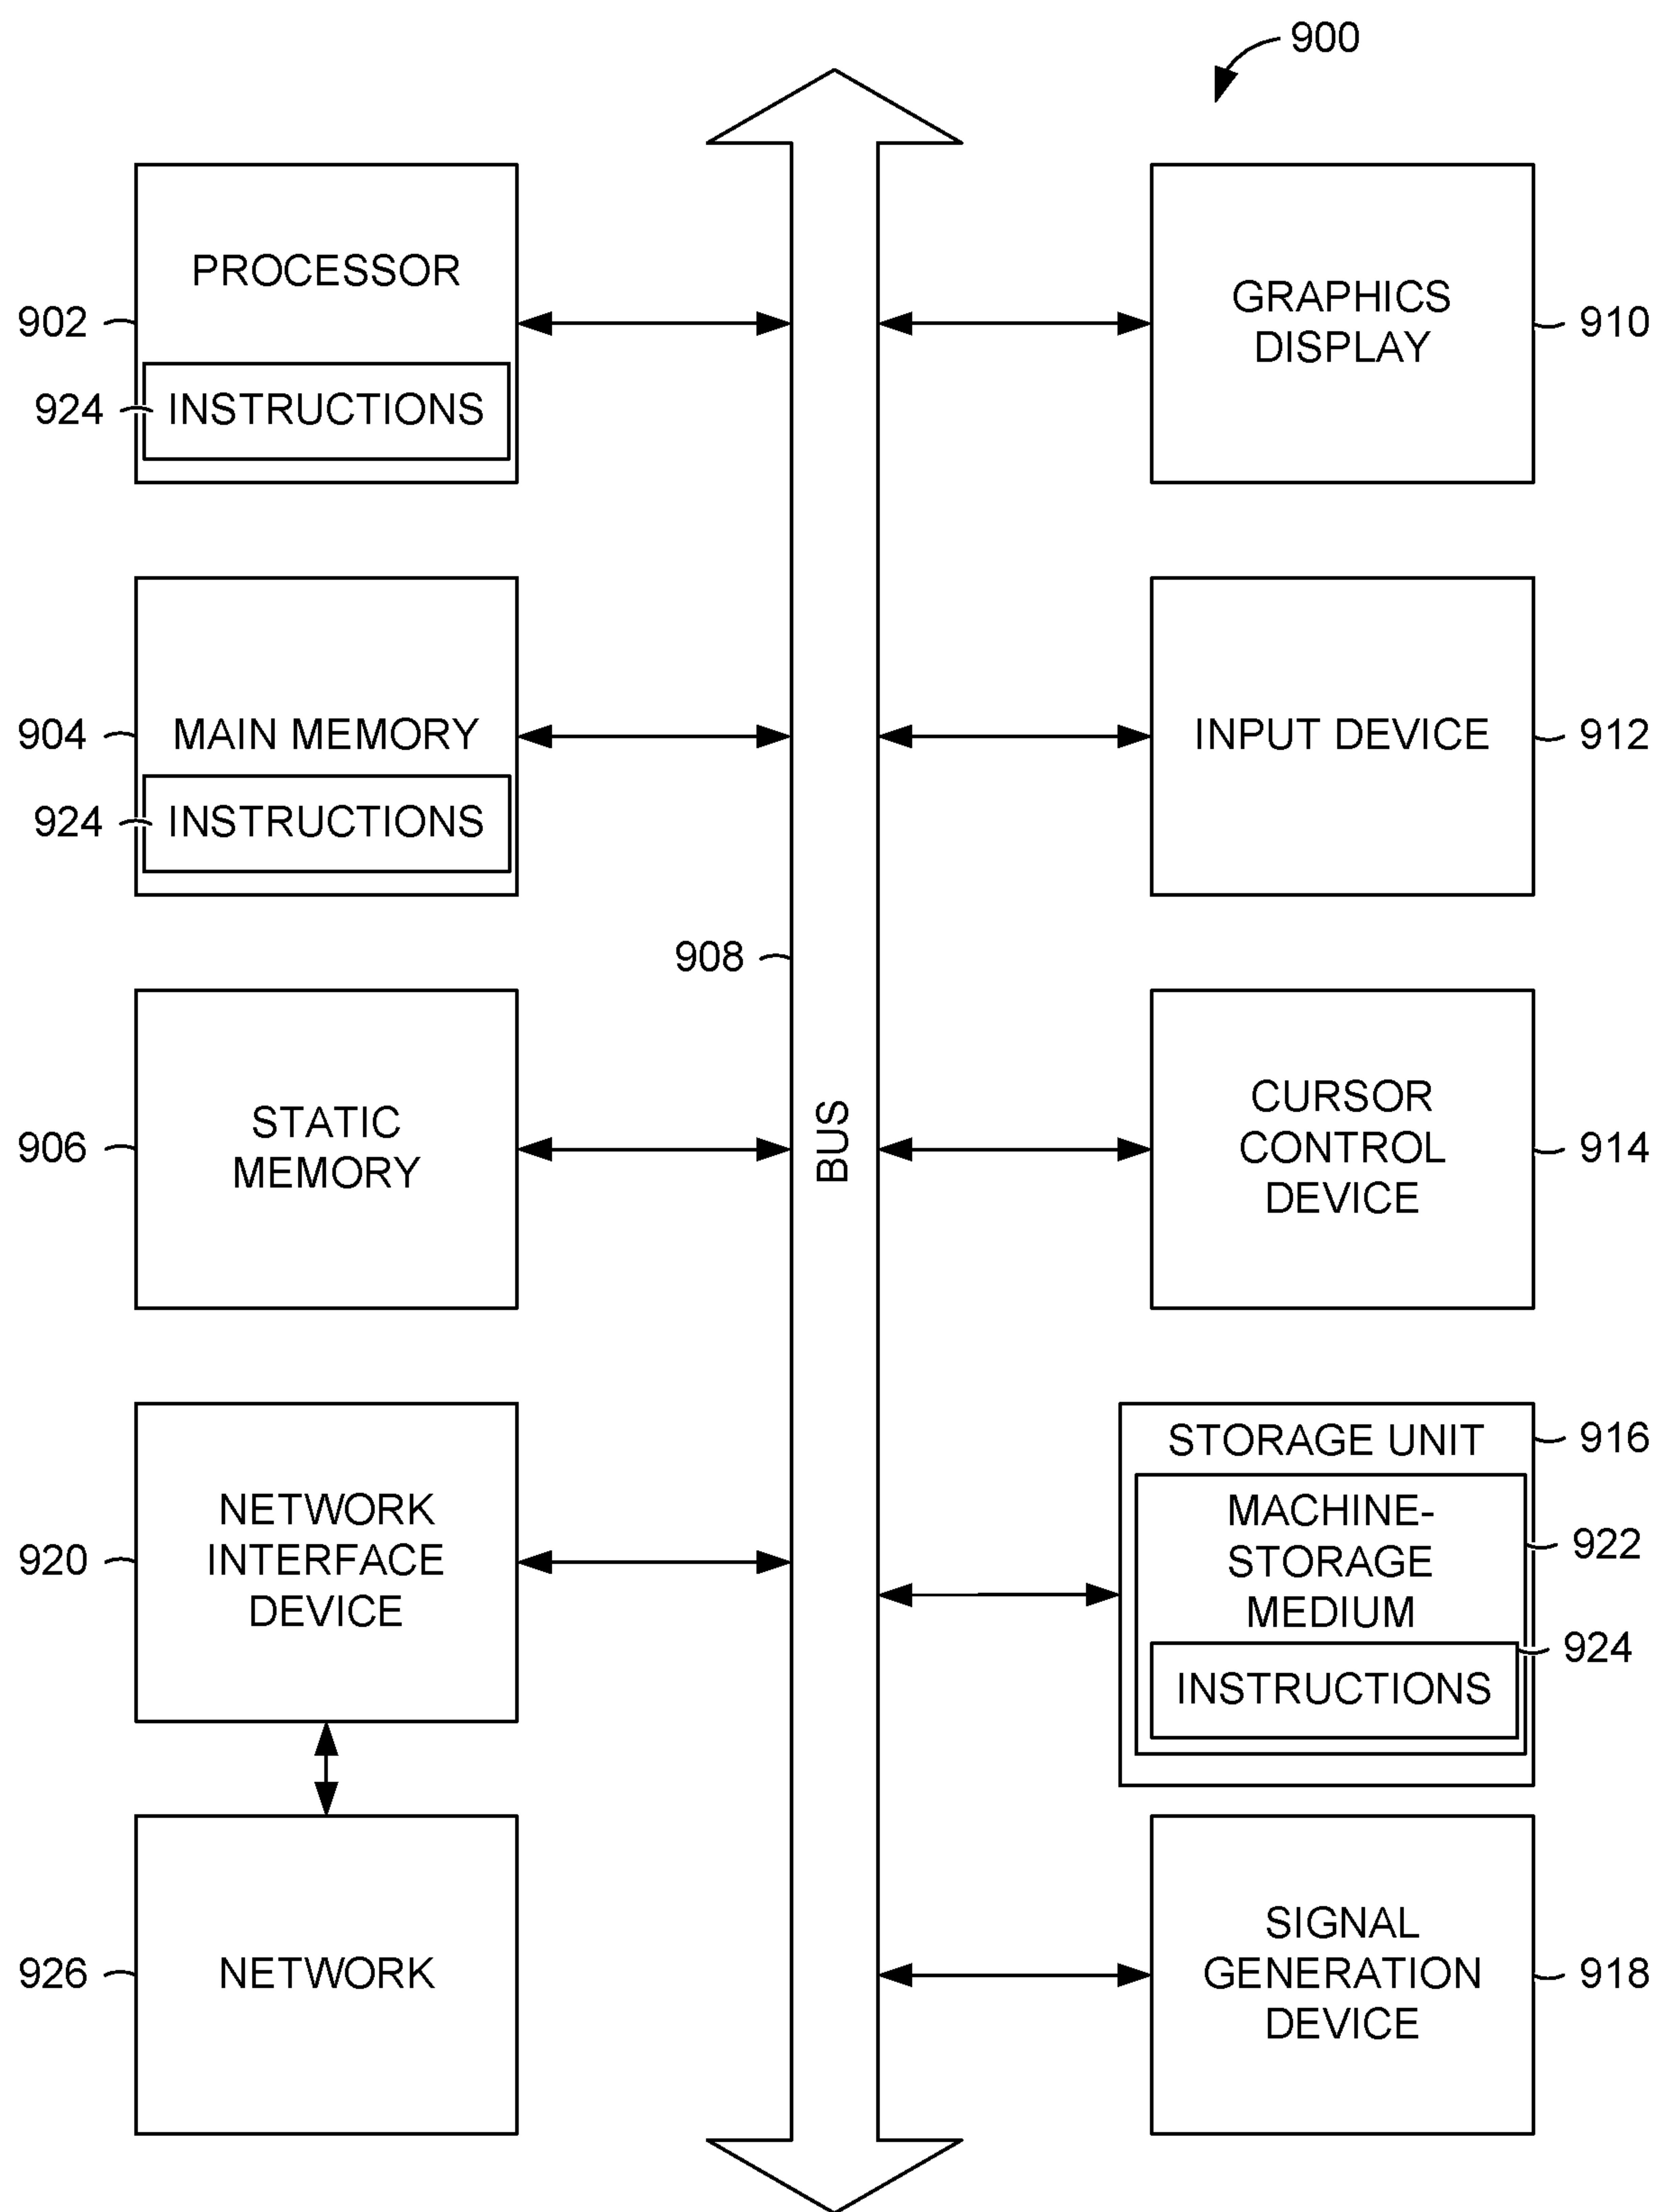 900
PROCESSOR
902
924
INSTRUCTIONS
GRAPHICS
DISPLAY
910
904
MAIN MEMORY
924
INSTRUCTIONS
INPUT DEVICE
912
908
BUS
906
STATIC
MEMORY
CURSOR
CONTROL
DEVICE
914
920
NETWORK
INTERFACE
DEVICE
STORAGE UNIT
916
MACHINE-
STORAGE
MEDIUM
922
924
INSTRUCTIONS
926
NETWORK
SIGNAL
GENERATION
DEVICE
918